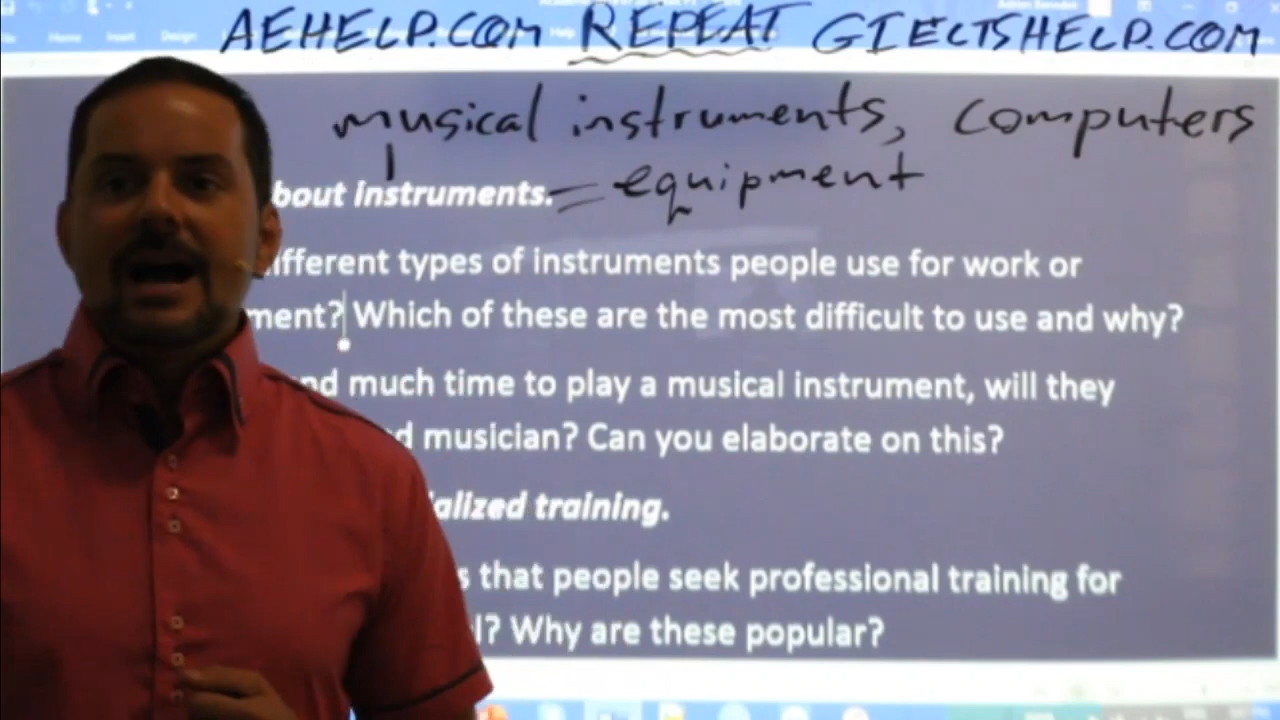 AEHELP.COM REPEAT GIELTSHELP.COM
musical instruments, computers
bout instruments. = equipment
ifferent types of instruments people use for work or
ment? Which of these are the most difficult to use and why?
nd much time to play a musical instrument, will they
d musician? Can you elaborate on this?
ialized training.
s that people seek professional training for
l? Why are these popular?